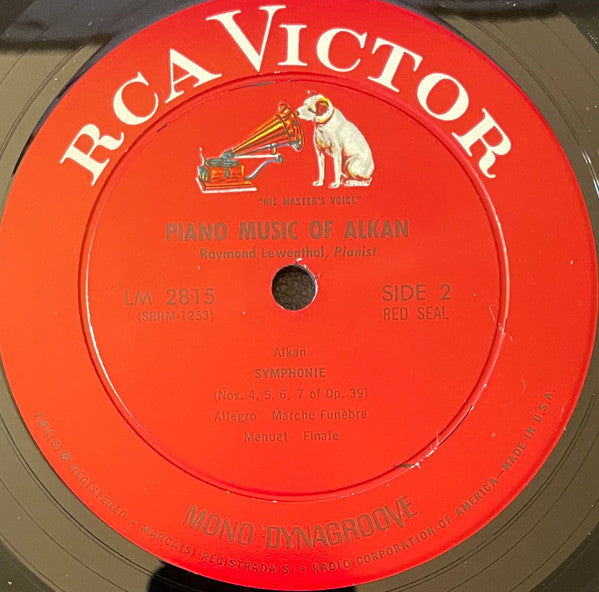 RCA VICTOR
"HIS MASTER'S VOICE"
PIANO MUSIC OF ALKAN
Raymond Lewenthal, Pianist
LM 2815
(SRRM-1253)
SIDE 2
RED SEAL
Alkan
SYMPHONIE
(Nos. 4, 5, 6, 7 of Op. 39)
Allegro Marche Funèbre
Menuet Finale
MONO DYNAGROOVE
TMK(S) ® REGISTERED • MARCA(S) REGISTRADA(S) • RADIO CORPORATION OF AMERICA—MADE IN U.S.A.